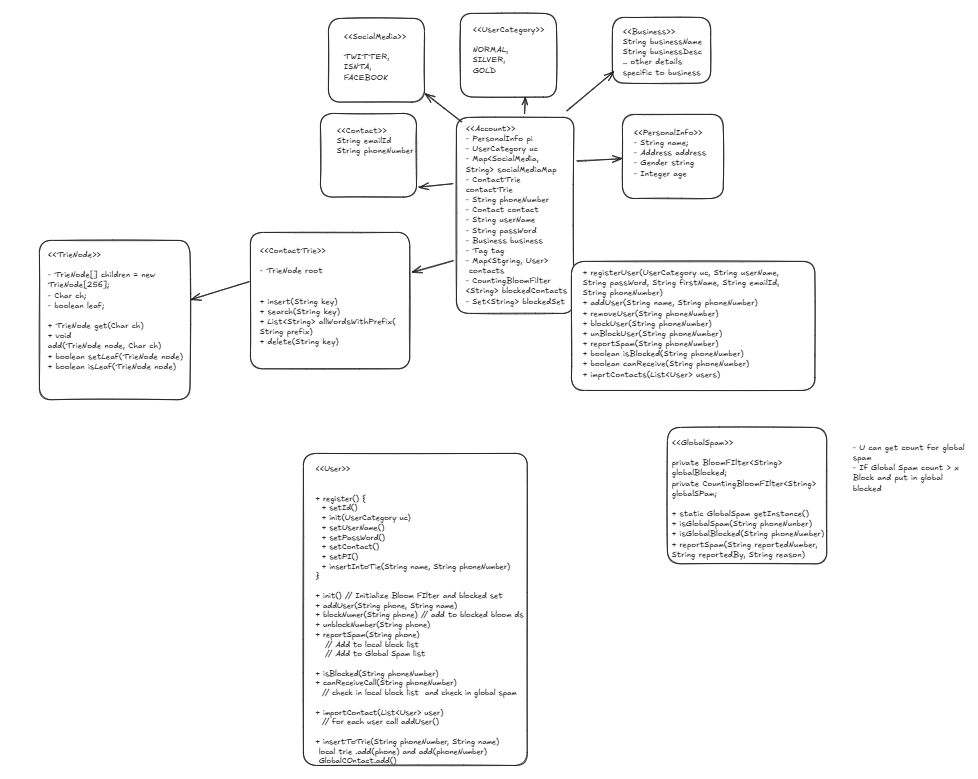 <<SocialMedia>>
TWITTER,
ISNTA,
FACEBOOK
<<UserCategory>>
NORMAL,
SILVER,
GOLD
<<Business>>
String businessName
String businessDesc
.. other details
specific to business
<<Contact>>
String emailId
String phoneNumber
<<Account>>
- PersonalInfo pi
- UserCategory uc
- Map<SocialMedia,
String> socialMediaMap
- ContactTrie
contactTrie
- String phoneNumber
- Contact contact
- String userName
- String passWord
- Business business
- Tag tag
- Map<Stgring, User>
contacts
- CountingBloomFilter
<String> blockedContacts
- Set<String> blockedSet
<<PersonalInfo>>
- String name;
- Address address
- Gender string
- Integer age
<<TrieNode>>
- TrieNode[] children = new
TrieNode[256];
- Char ch;
- boolean leaf;
+ TrieNode get(Char ch)
+ void
add(TrieNode node, Char ch)
+ boolean setLeaf(TrieNode node)
+ boolean isLeaf(TrieNode node)
<<ContactTrie>>
- TrieNode root
+ insert(String key)
+ search(String key)
+ List<String> allWordsWithPrefix(
String prefix)
+ delete(String key)
+ registerUser(UserCategory uc, String userName,
String passWord, String firstName, String emailId,
String phoneNumber)
+ addUser(String name, String phoneNumber)
+ removeUser(String phoneNumber)
+ blockUser(String phoneNumber)
+ unBlockUser(String phoneNumber)
+ reportSpam(String phoneNumber)
+ boolean isBlocked(String phoneNumber)
+ boolean canReceive(String phoneNumber)
+ imprtContacts(List<User> users)
<<GlobalSpam>>
private BloomFIlter<String>
globalBlocked;
private CountingBloomFIlter<String>
globalSPam;
+ static GlobalSpam getInstance()
+ isGlobalSpam(String phoneNumber)
+ isGlobalBlocked(String phoneNumber)
+ reportSpam(String reportedNumber,
String reportedBy, String reason)
- U can get count for global
spam
- If Global Spam count > x
Block and put in global
blocked
<<User>>
+ register() {
+ setId()
+ init(UserCategory uc)
+ setUserName()
+ setPassWord()
+ setContact()
+ setPI()
+ insertIntoTie(String name, String phoneNumber)
}
+ init() // Initialize Bloom FIlter and blocked set
+ addUser(String phone, String name)
+ blockNumer(String phone) // add to blocked bloom ds
+ unblockNumber(String phone)
+ reportSpam(String phone)
// Add to local block list
// Add to Global Spam list
+ isBlocked(String phoneNumber)
+ canReceiveCall(String phoneNumber)
// check in local block list and check in global spam
+ importContact(List<User> user)
// for each user call addUser()
+ insertToTrie(String phoneNumber, String name)
local trie .add(phone) and add(phoneNumber)
GlobalCOntact.add()